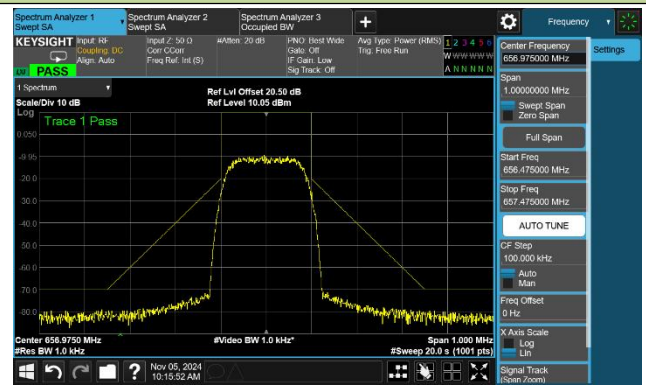 Spectrum Analyzer 1
Swept SA
Spectrum Analyzer 2
Swept SA
Spectrum Analyzer 3
Occupied BW
Frequency
KEYSIGHT
Input: RF
Coupling: DC
Align: Auto
Input Z: 50 Ω
Corr CCorr
Freq Ref: Int (S)
#Atten: 20 dB
PNO: Best Wide
Gate: Off
IF Gain: Low
Sig Track: Off
Avg Type: Power (RMS)
Trig: Free Run
1 2 3 4 5 6
W W W W W W
A N N N N N
PASS
1 Spectrum
Scale/Div 10 dB
Ref Lvl Offset 20.50 dB
Ref Level 10.05 dBm
Log
Trace 1 Pass
0.050
-9.95
-20.0
-30.0
-40.0
-50.0
-60.0
-70.0
-80.0
Center 656.9750 MHz
#Res BW 1.0 kHz
#Video BW 1.0 kHz*
Span 1.000 MHz
#Sweep 20.0 s (1001 pts)
Nov 05, 2024
10:15:52 AM
Center Frequency
656.975000 MHz
Span
1.00000000 MHz
Swept Span
Zero Span
Full Span
Start Freq
656.475000 MHz
Stop Freq
657.475000 MHz
AUTO TUNE
CF Step
100.000 kHz
Auto
Man
Freq Offset
0 Hz
X Axis Scale
Log
Lin
Signal Track
(Span Zoom)
Settings